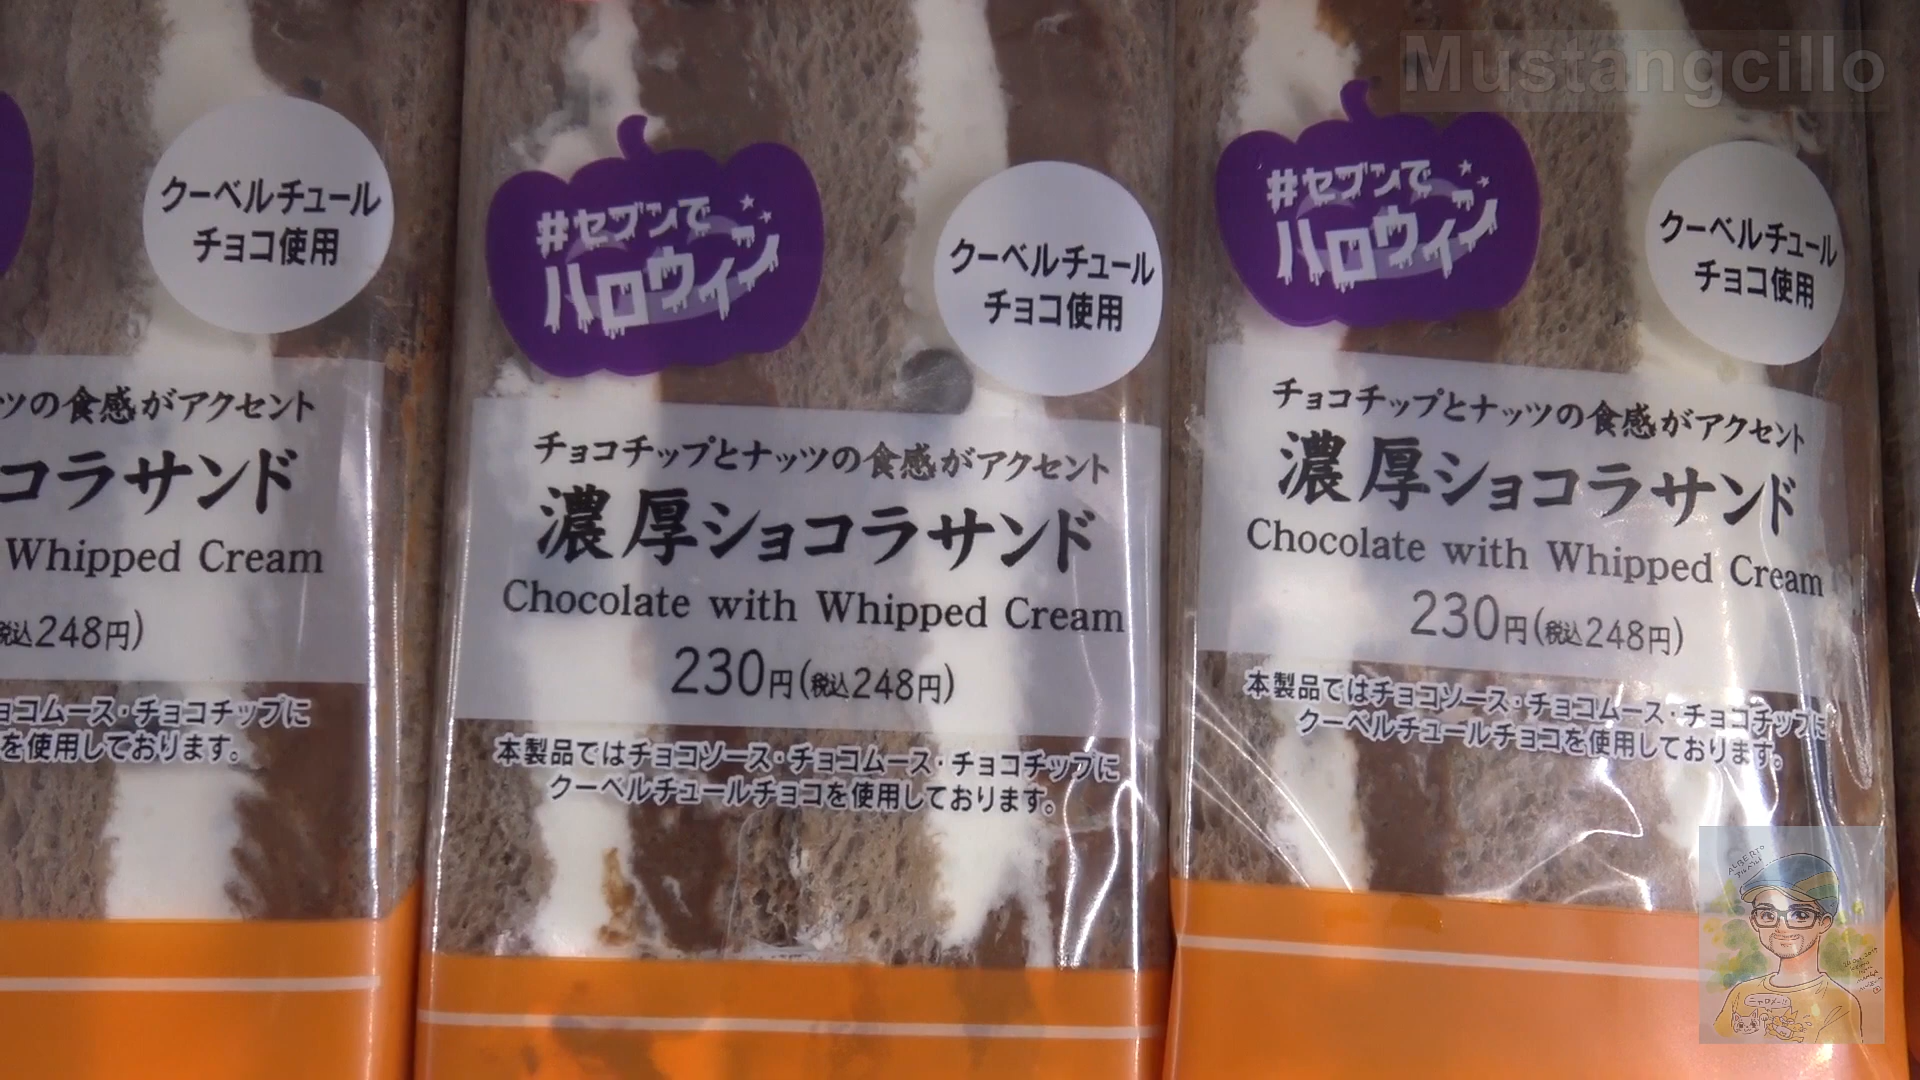 Mustangcillo
クーベルチュール
チョコ使用
ツの食感がアクセント
コラサンド
Whipped Cream
税込248円)
ョコムース・チョコチップに
を使用しております。
#セブンで
ハロウィン
クーベルチュール
チョコ使用
チョコチップとナッツの食感がアクセント
濃厚ショコラサンド
Chocolate with Whipped Cream
230円(税込248円)
本製品ではチョコソース・チョコムース・チョコチップに
クーベルチュールチョコを使用しております。
#セブンで
ハロウィン
クーベルチュール
チョコ使用
チョコチップとナッツの食感がアクセント
濃厚ショコラサンド
Chocolate with Whipped Cream
230円(税込248円)
本製品ではチョコソース・チョコムース・チョコチップに
クーベルチュールチョコを使用しております。
ALBERTO
アルベルト
ニャロメー!!